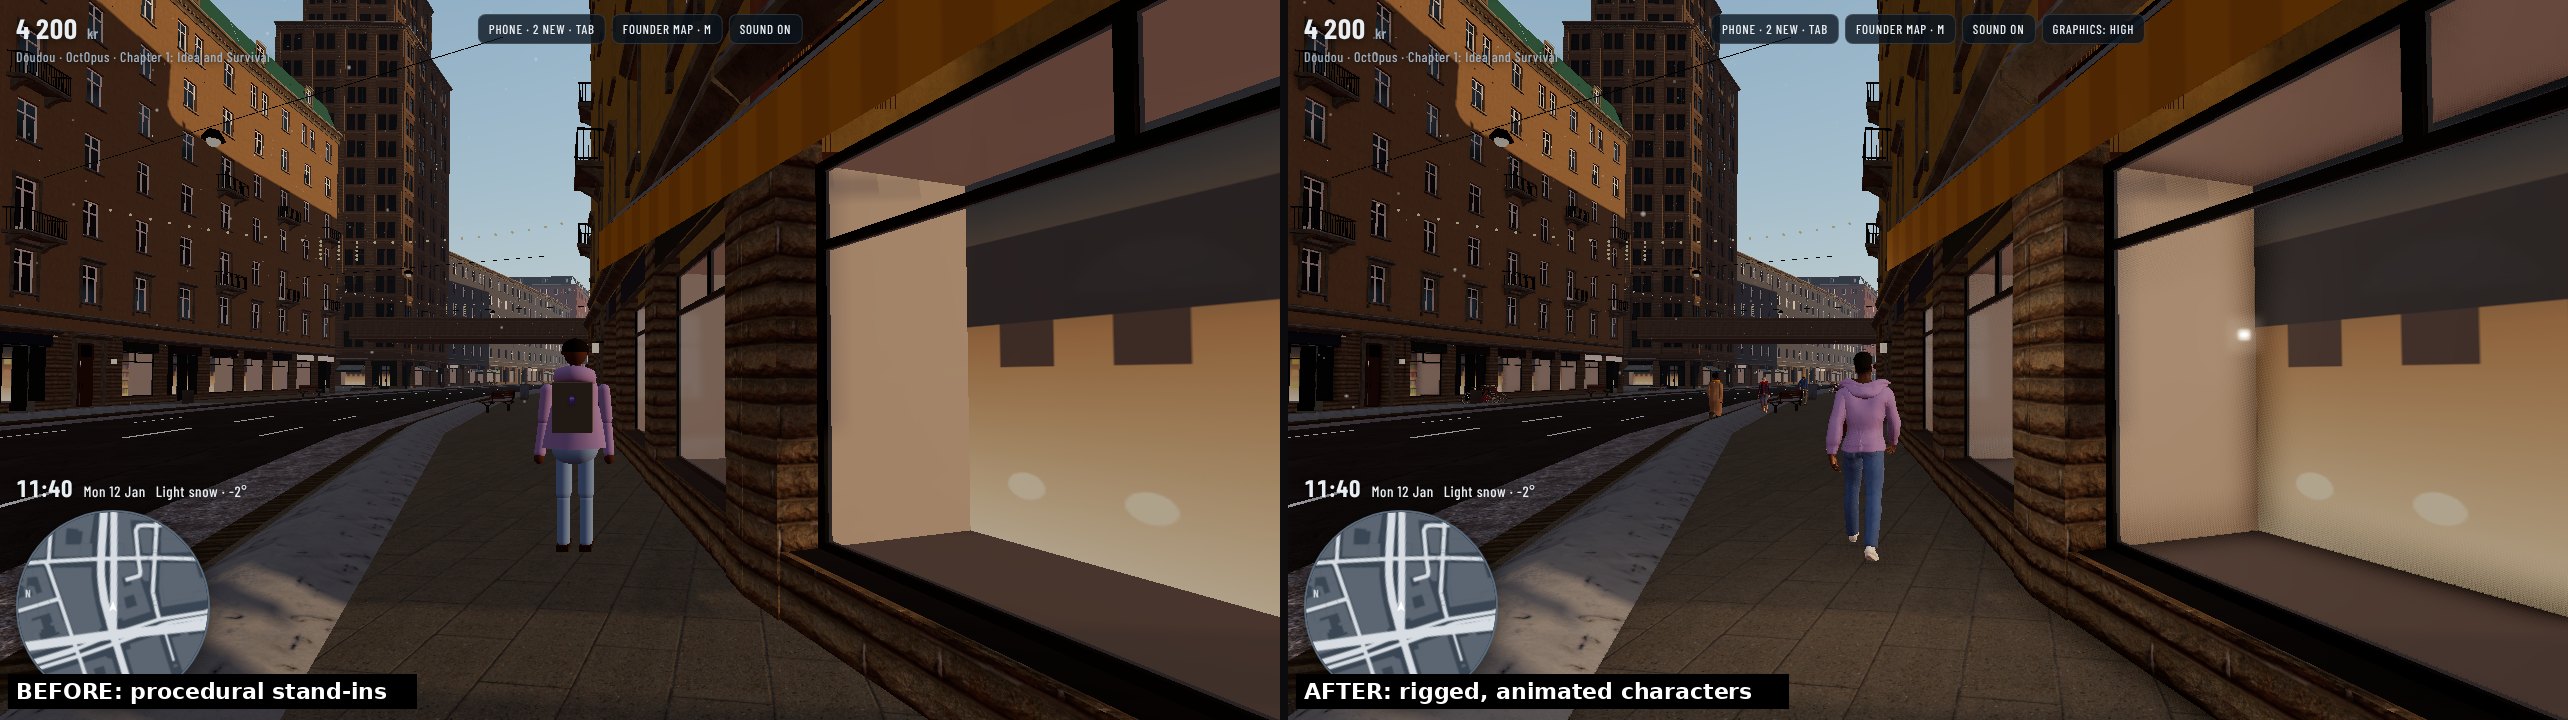 4 200 kr
PHONE · 2 NEW · TAB
FOUNDER MAP · M
SOUND ON
Doudou · OctOpus · Chapter 1: Idea and Survival
11:40 Mon 12 Jan Light snow · -2°
N
BEFORE: procedural stand-ins
4 200 kr
PHONE · 2 NEW · TAB
FOUNDER MAP · M
SOUND ON
GRAPHICS: HIGH
Doudou · OctOpus · Chapter 1: Idea and Survival
11:40 Mon 12 Jan Light snow · -2°
N
AFTER: rigged, animated characters